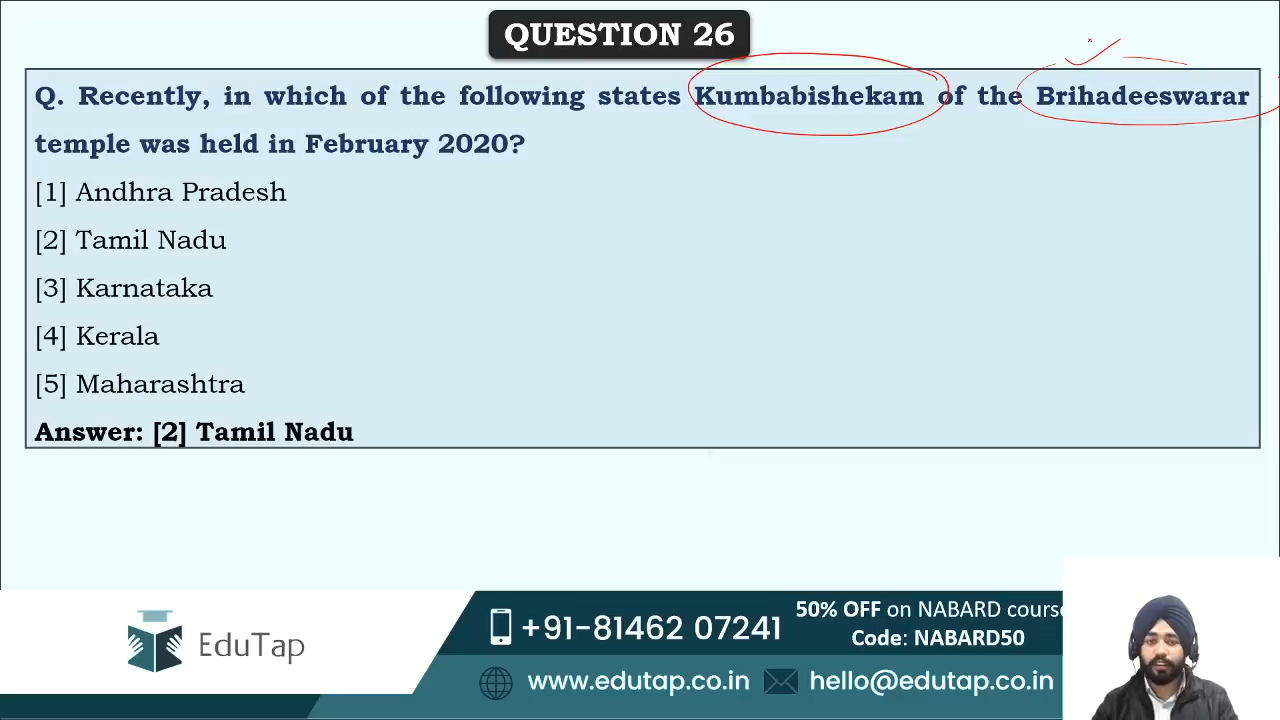 QUESTION 26
Q. Recently, in which of the following states Kumbabishekam of the Brihadeeswarar
temple was held in February 2020?
[1] Andhra Pradesh
[2] Tamil Nadu
[3] Karnataka
[4] Kerala
[5] Maharashtra
Answer: [2] Tamil Nadu
EduTap
+91-81462 07241
50% OFF on NABARD course
Code: NABARD50
www.edutap.co.in
hello@edutap.co.in